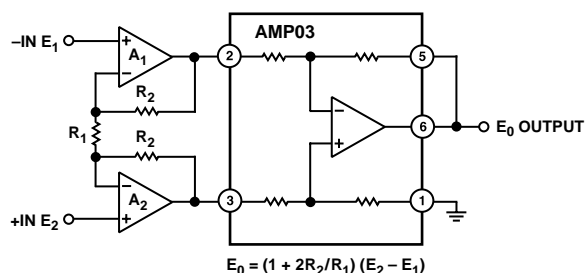 AMP03
–IN E1
A1
+
–
2
5
R2
R1
R2
–
+
6
E0 OUTPUT
–
+
A2
+IN E2
3
1
E0 = (1 + 2R2/R1) (E2 – E1)